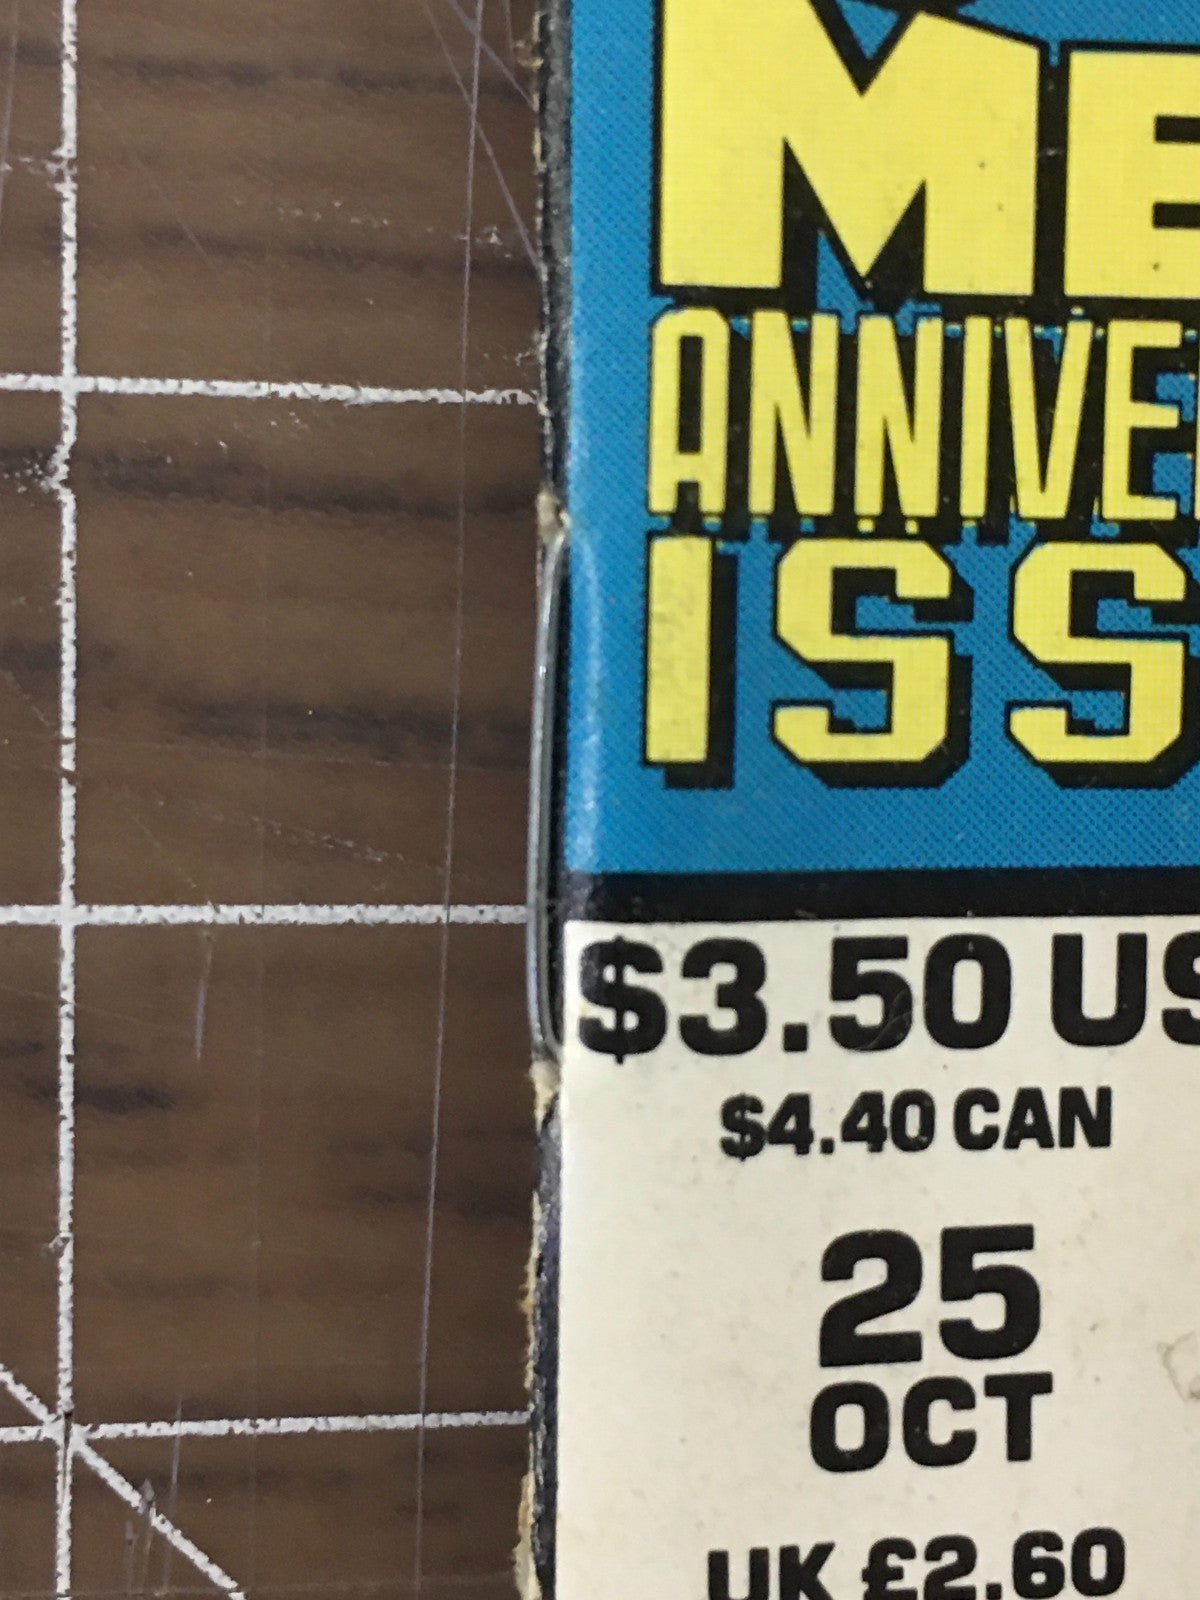 ME
ANNIVE
ISS
$3.50 US
$4.40 CAN
25
OCT
UK £2.60